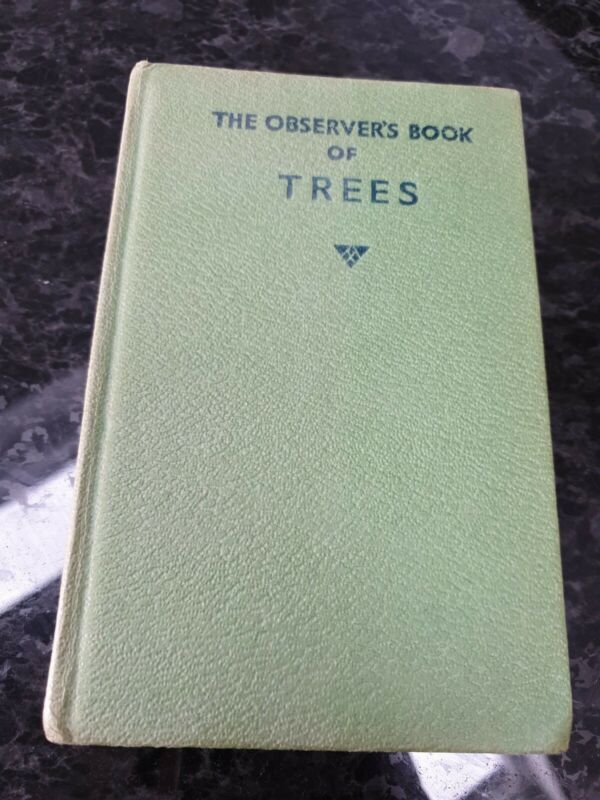 THE OBSERVER'S BOOK
OF
TREES